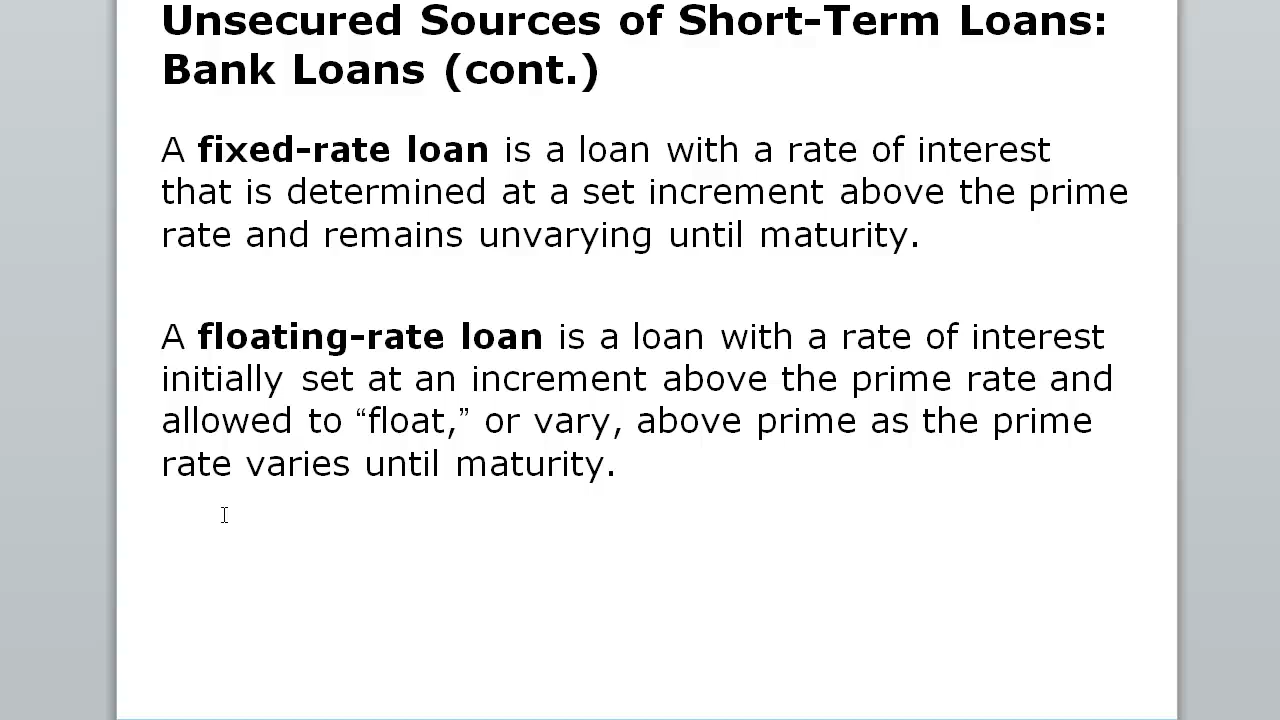 Unsecured Sources of Short-Term Loans:
Bank Loans (cont.)
A fixed-rate loan is a loan with a rate of interest
that is determined at a set increment above the prime
rate and remains unvarying until maturity.
A floating-rate loan is a loan with a rate of interest
initially set at an increment above the prime rate and
allowed to “float,” or vary, above prime as the prime
rate varies until maturity.